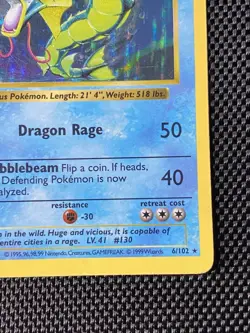 us Pokémon. Length: 21' 4", Weight: 518 lbs.
Dragon Rage 50
bblebeam Flip a coin. If heads,
Defending Pokémon is now
alyzed.
40
resistance retreat cost
-30
in the wild. Huge and vicious, it is capable of
entire cities in a rage. LV. 41 #130
©1995, 96, 98, 99 Nintendo, Creatures, GAMEFREAK. ©1999 Wizards. 6/102 ★